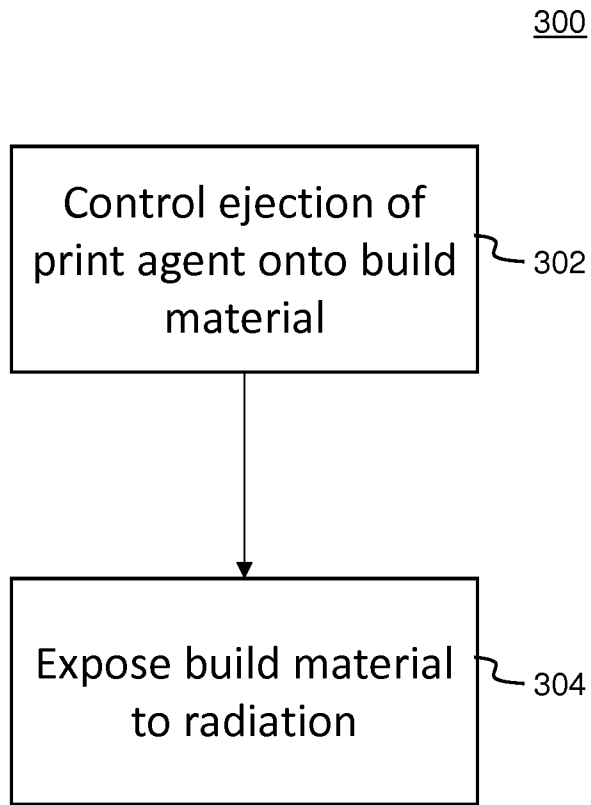 300
Control ejection of
print agent onto build
material
302
Expose build material
to radiation
304